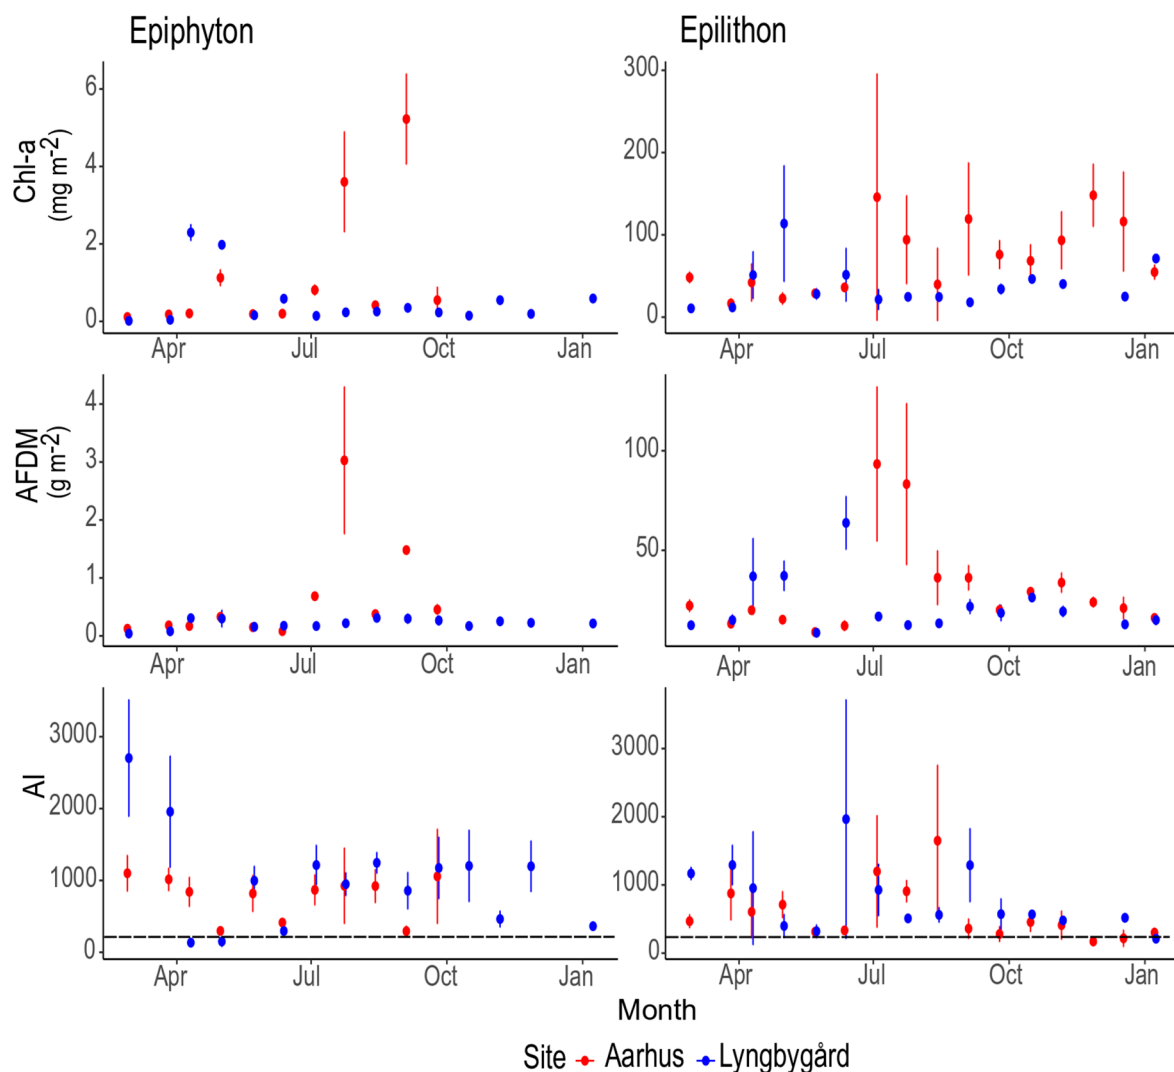 Epiphyton Epilithon
Chl-a
(mg m-2)
6
4
2
0
Apr Jul Oct Jan
300
200
100
0
Apr Jul Oct Jan
AFDM
(g m-2)
4
3
2
1
0
Apr Jul Oct Jan
100
50
Apr Jul Oct Jan
AI
3000
2000
1000
0
Apr Jul Oct Jan
3000
2000
1000
0
Apr Jul Oct Jan
Month
Site Aarhus Lyngbygård